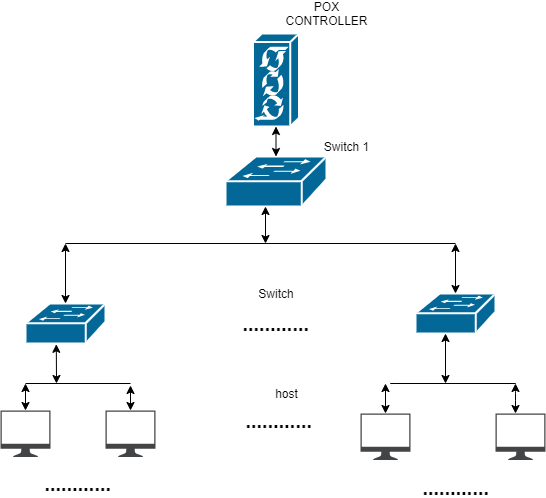 POX
CONTROLLER
Switch 1
Switch
............
host
............
............
............